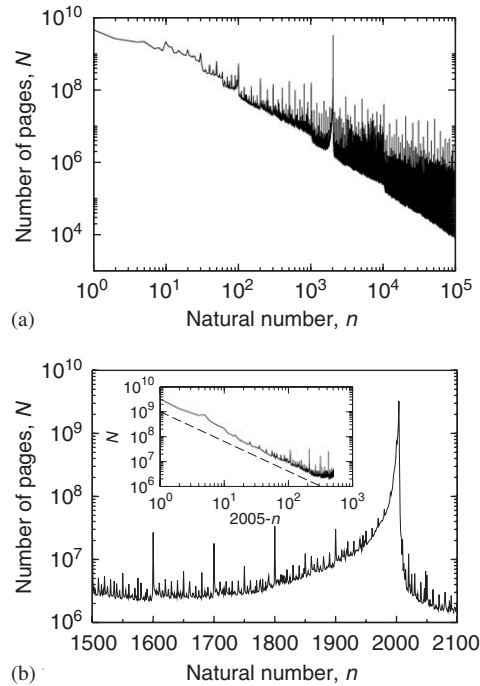 10^10
10^8
10^6
10^4
Number of pages, N
10^0 10^1 10^2 10^3 10^4 10^5
(a) Natural number, n
10^10
10^9
10^8
10^7
10^6
Number of pages, N
10^10
10^9
10^8
10^7
10^6
N
10^0 10^1 10^2 10^3
2005-n
1500 1600 1700 1800 1900 2000 2100
(b) Natural number, n